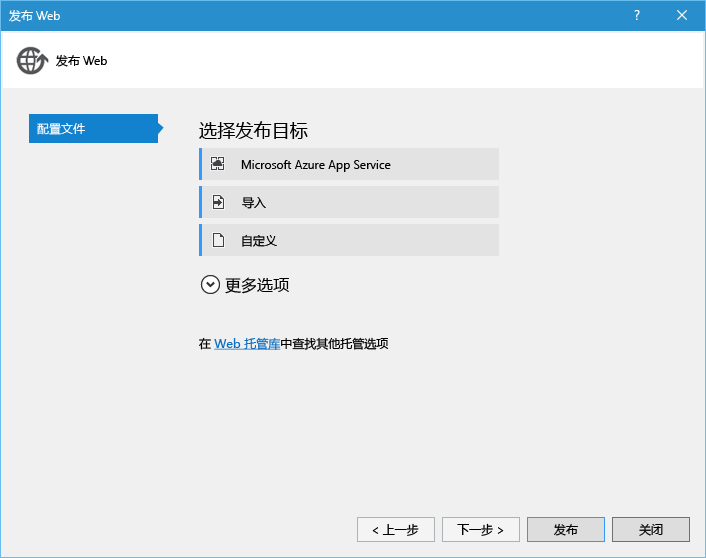 发布 Web
?
发布 Web
配置文件
选择发布目标
Microsoft Azure App Service
导入
自定义
更多选项
在 Web 托管库中查找其他托管选项
< 上一步
下一步 >
发布
关闭